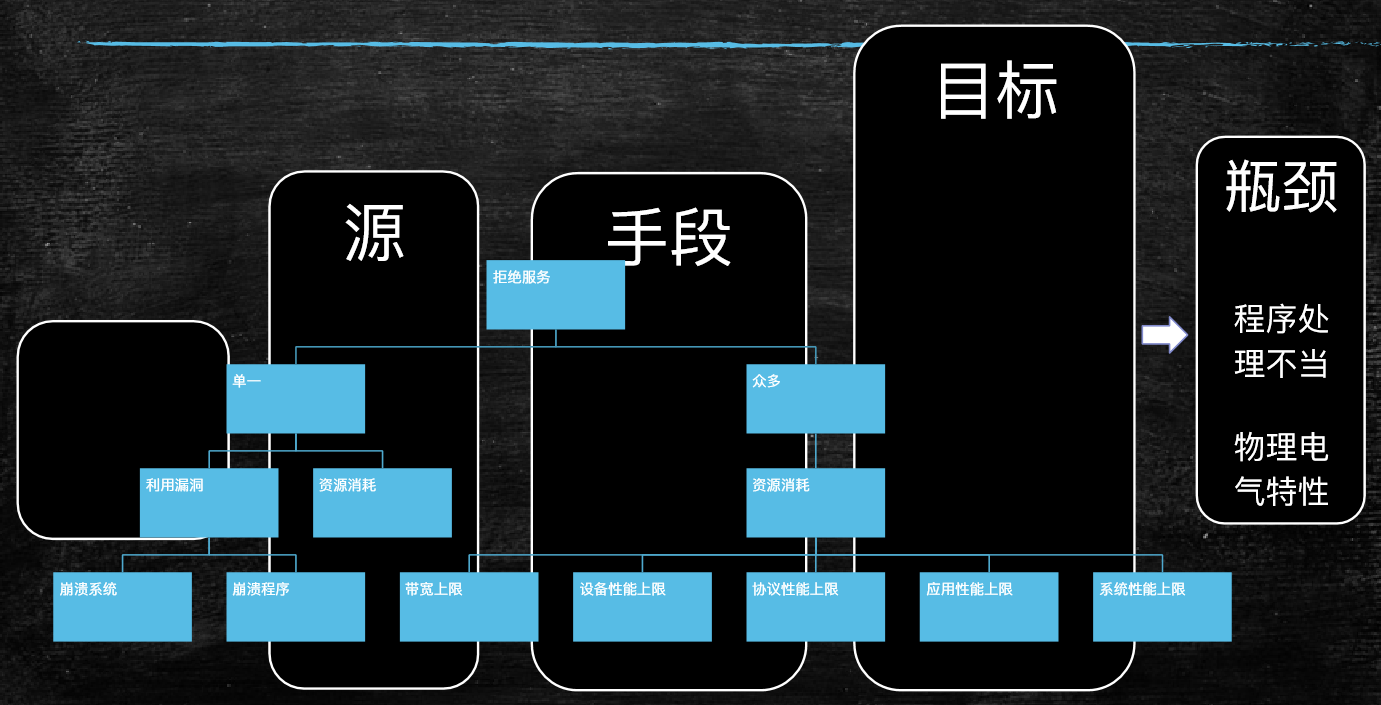 目标
瓶颈
源
手段
拒绝服务
程序处
理不当
单一
众多
物理电
气特性
利用漏洞
资源消耗
资源消耗
崩溃系统
崩溃程序
带宽上限
设备性能上限
协议性能上限
应用性能上限
系统性能上限